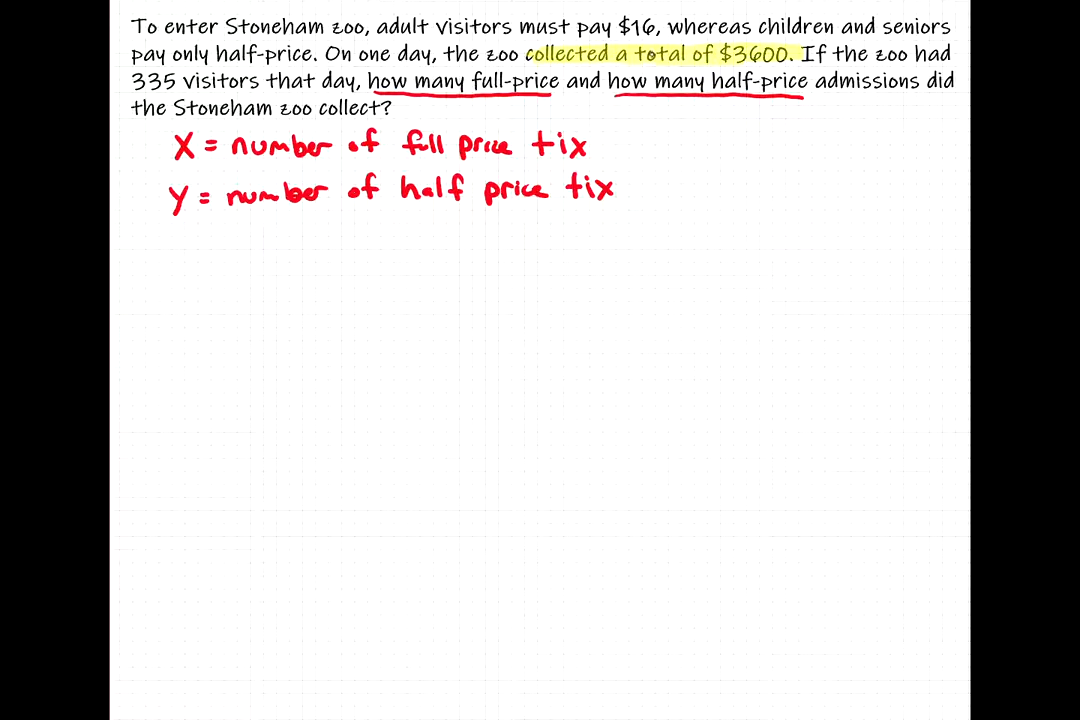 To enter Stoneham zoo, adult visitors must pay $16, whereas children and seniors
pay only half-price. On one day, the zoo collected a total of $3600. If the zoo had
335 visitors that day, how many full-price and how many half-price admissions did
the Stoneham zoo collect?
X = number of full price tix
Y = number of half price tix